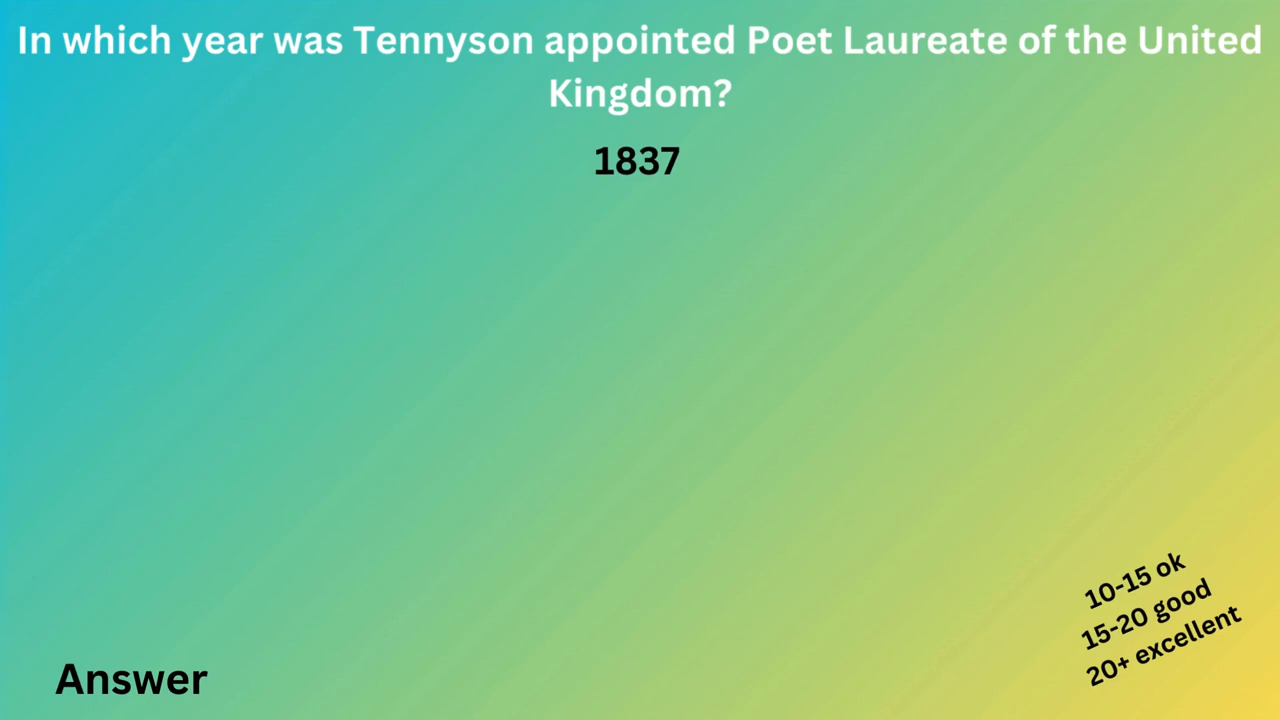 In which year was Tennyson appointed Poet Laureate of the United
Kingdom?
1837
10-15 ok
15-20 good
20+ excellent
Answer